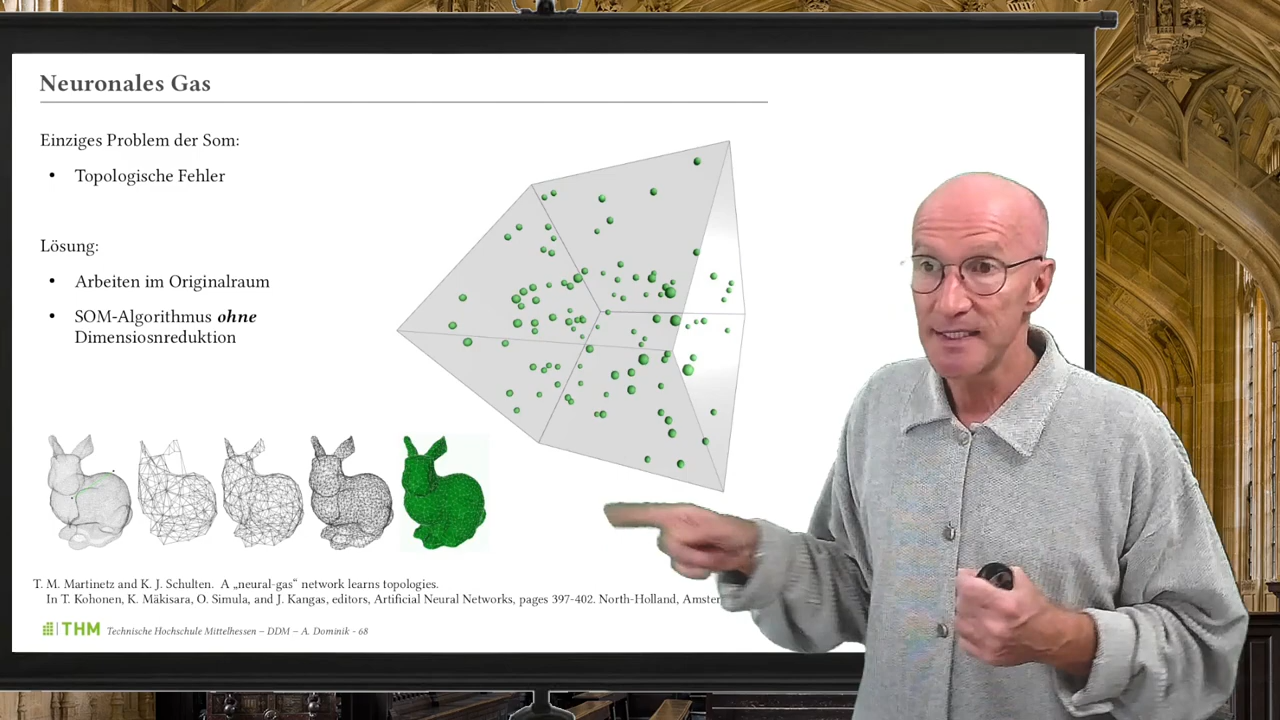 Neuronales Gas
Einziges Problem der Som:
• Topologische Fehler
Lösung:
• Arbeiten im Originalraum
• SOM-Algorithmus ohne
Dimensiosnreduktion
T. M. Martinetz and K. J. Schulten. A „neural-gas“ network learns topologies.
In T. Kohonen, K. Mäkisara, O. Simula, and J. Kangas, editors, Artificial Neural Networks, pages 397-402. North-Holland,
THM Technische Hochschule Mittelhessen – DDM – A. Dominik - 68